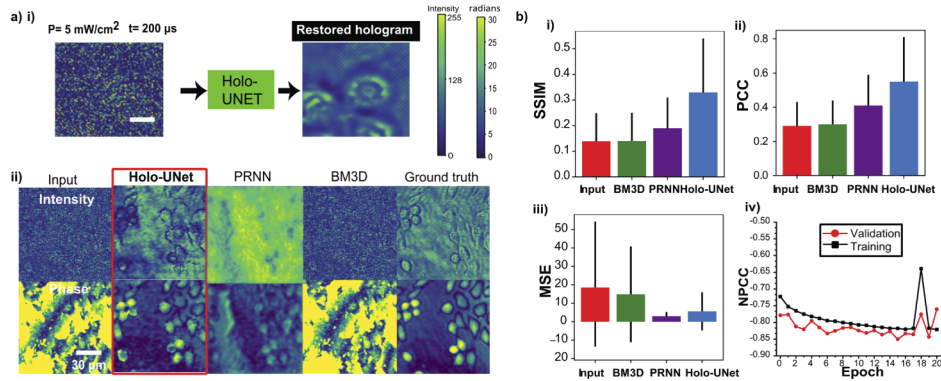 a) i)
P= 5 mW/cm² t= 200 µs
Holo-
UNET
Restored hologram
Intensity radians
255
128
0
30
25
20
15
10
5
0
ii)
Input Holo-UNet PRNN BM3D Ground truth
Intensity
Phase
30 µm
b)
i)
SSIM
0.5
0.4
0.3
0.2
0.1
0.0
Input BM3D PRNN Holo-UNet
ii)
PCC
0.8
0.6
0.4
0.2
0.0
Input BM3D PRNN Holo-UNet
iii)
MSE
50
40
30
20
10
0
-10
20
Input BM3D PRNN Holo-UNet
iv)
NPCC
-0.50
-0.55
-0.60
-0.65
-0.70
-0.75
-0.80
-0.85
-0.90
Validation
Training
0 2 4 6 8 10 12 14 16 18 20
Epoch